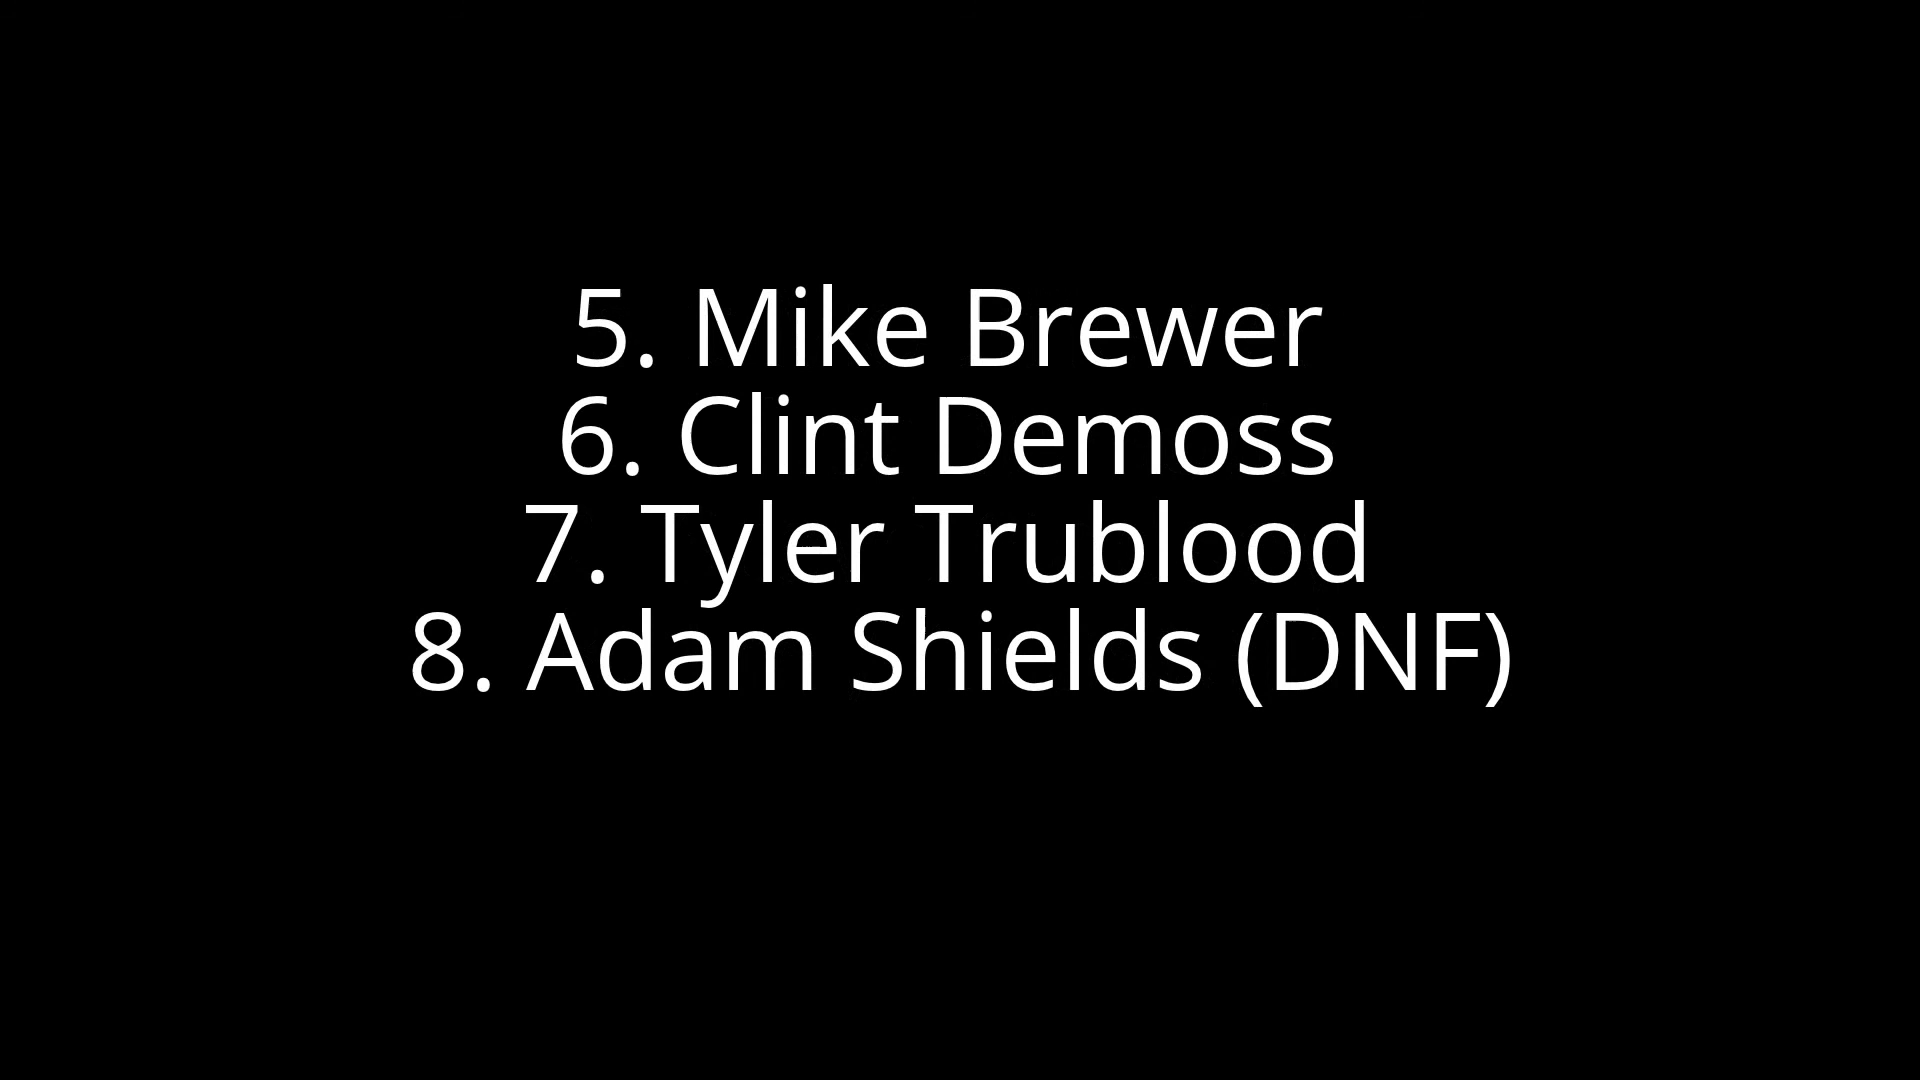 5. Mike Brewer
6. Clint Demoss
7. Tyler Trublood
8. Adam Shields (DNF)